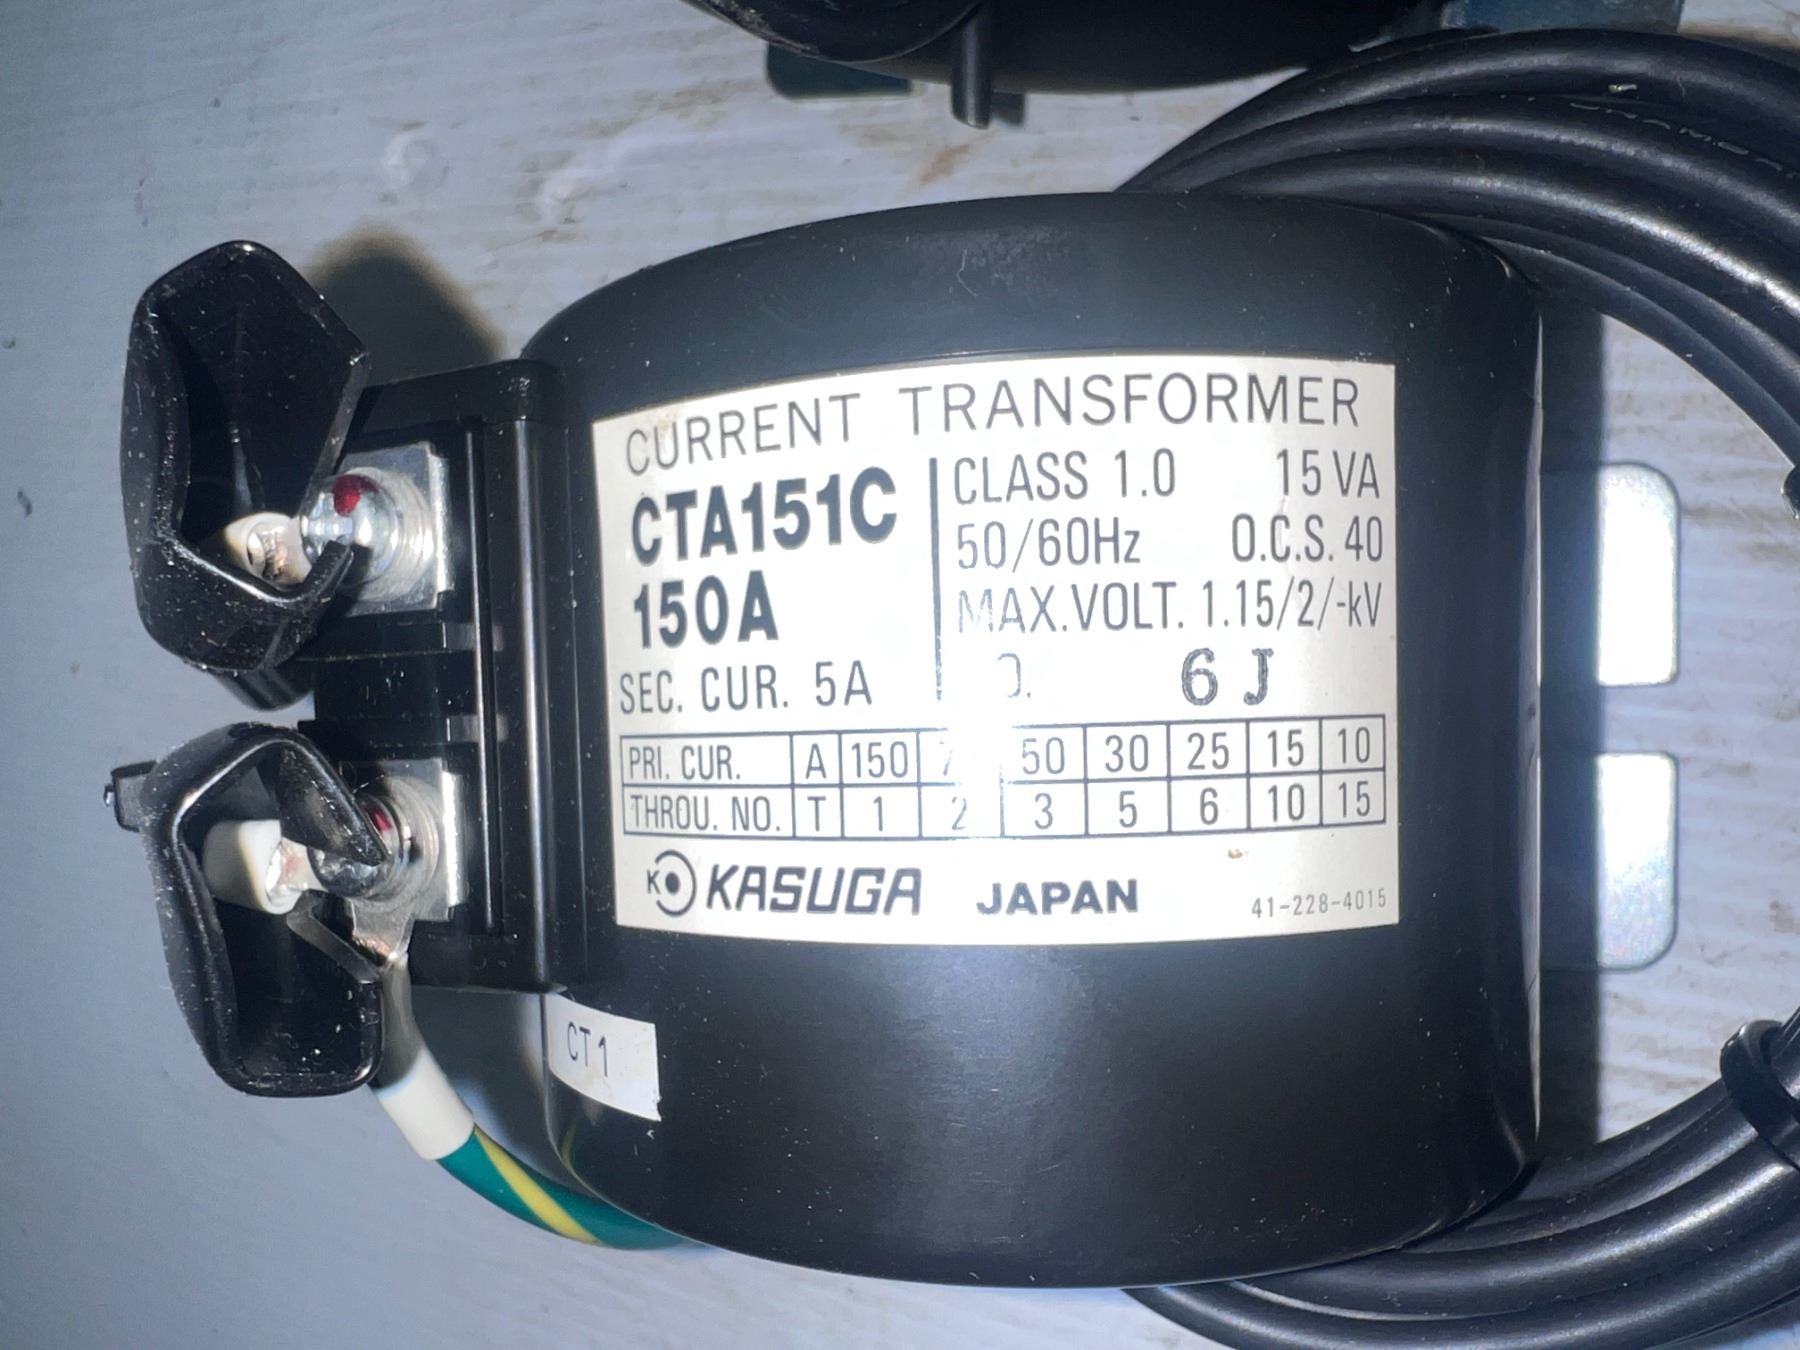 CURRENT TRANSFORMER
CTA151C
150A
SEC. CUR. 5A
CLASS 1.0 15 VA
50/60Hz O.C.S. 40
MAX.VOLT. 1.15/2/-kV
6 J
PRI. CUR. A 150 50 30 25 15 10
THROU. NO. T 1 2 3 5 6 10 15
K KASUGA JAPAN 41-228-4015
CT1